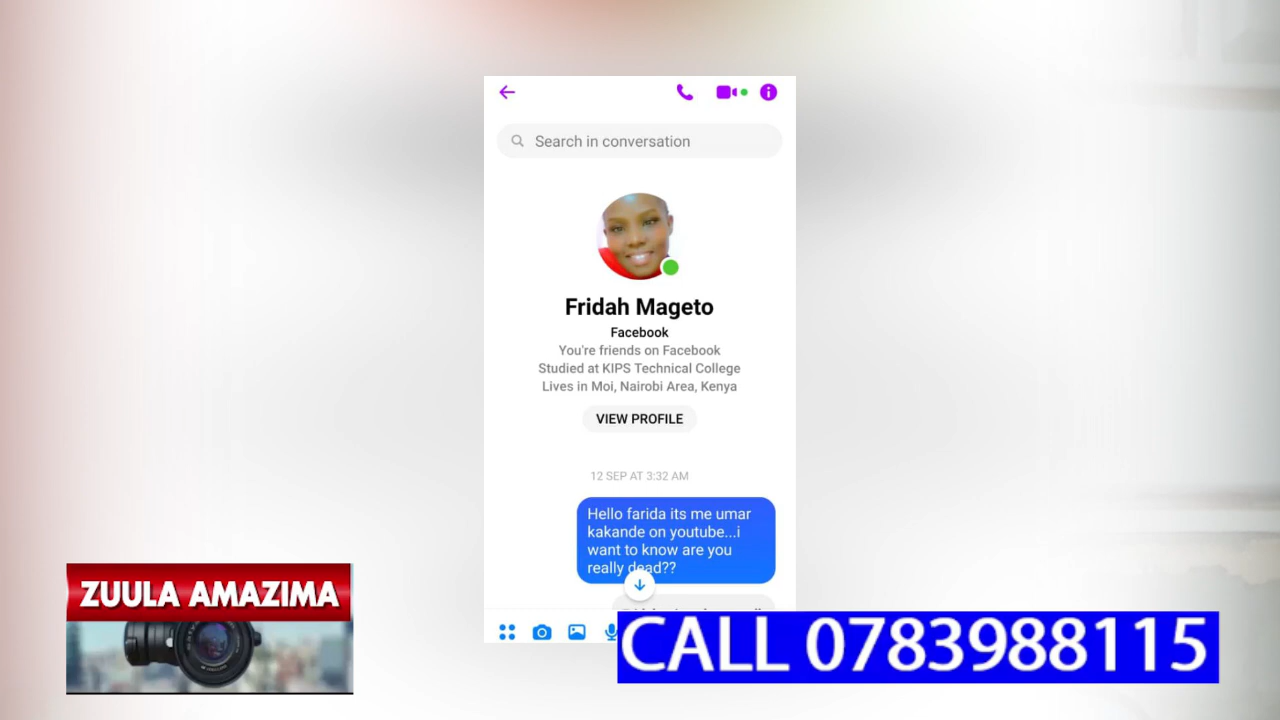 Search in conversation
Fridah Mageto
Facebook
You're friends on Facebook
Studied at KIPS Technical College
Lives in Moi, Nairobi Area, Kenya
VIEW PROFILE
12 SEP AT 3:32 AM
Hello farida its me umar
kakande on youtube...i
want to know are you
really dead??
ZUULA AMAZIMA
CALL 0783988115